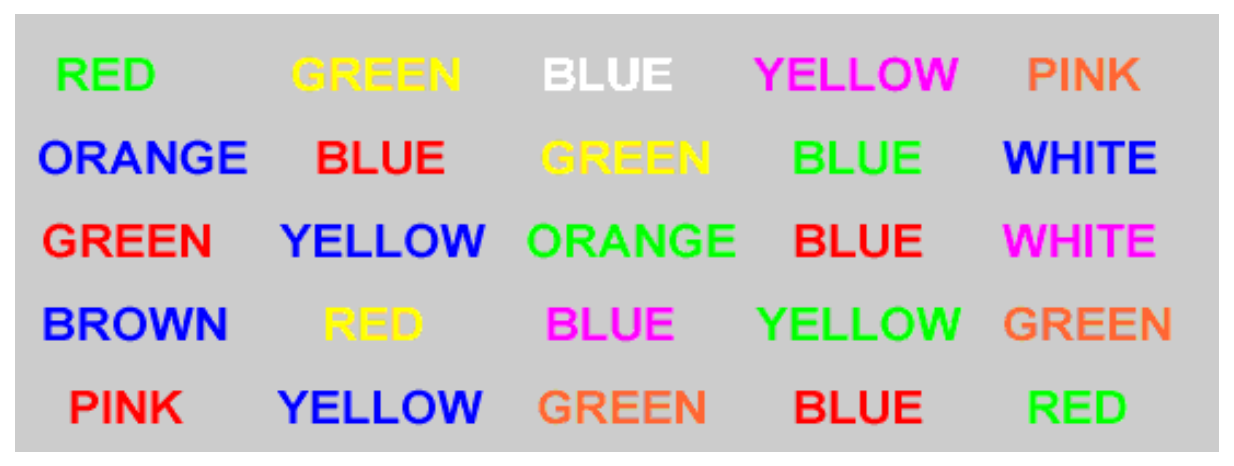 RED GREEN BLUE YELLOW PINK
ORANGE BLUE GREEN BLUE WHITE
GREEN YELLOW ORANGE BLUE WHITE
BROWN RED BLUE YELLOW GREEN
PINK YELLOW GREEN BLUE RED